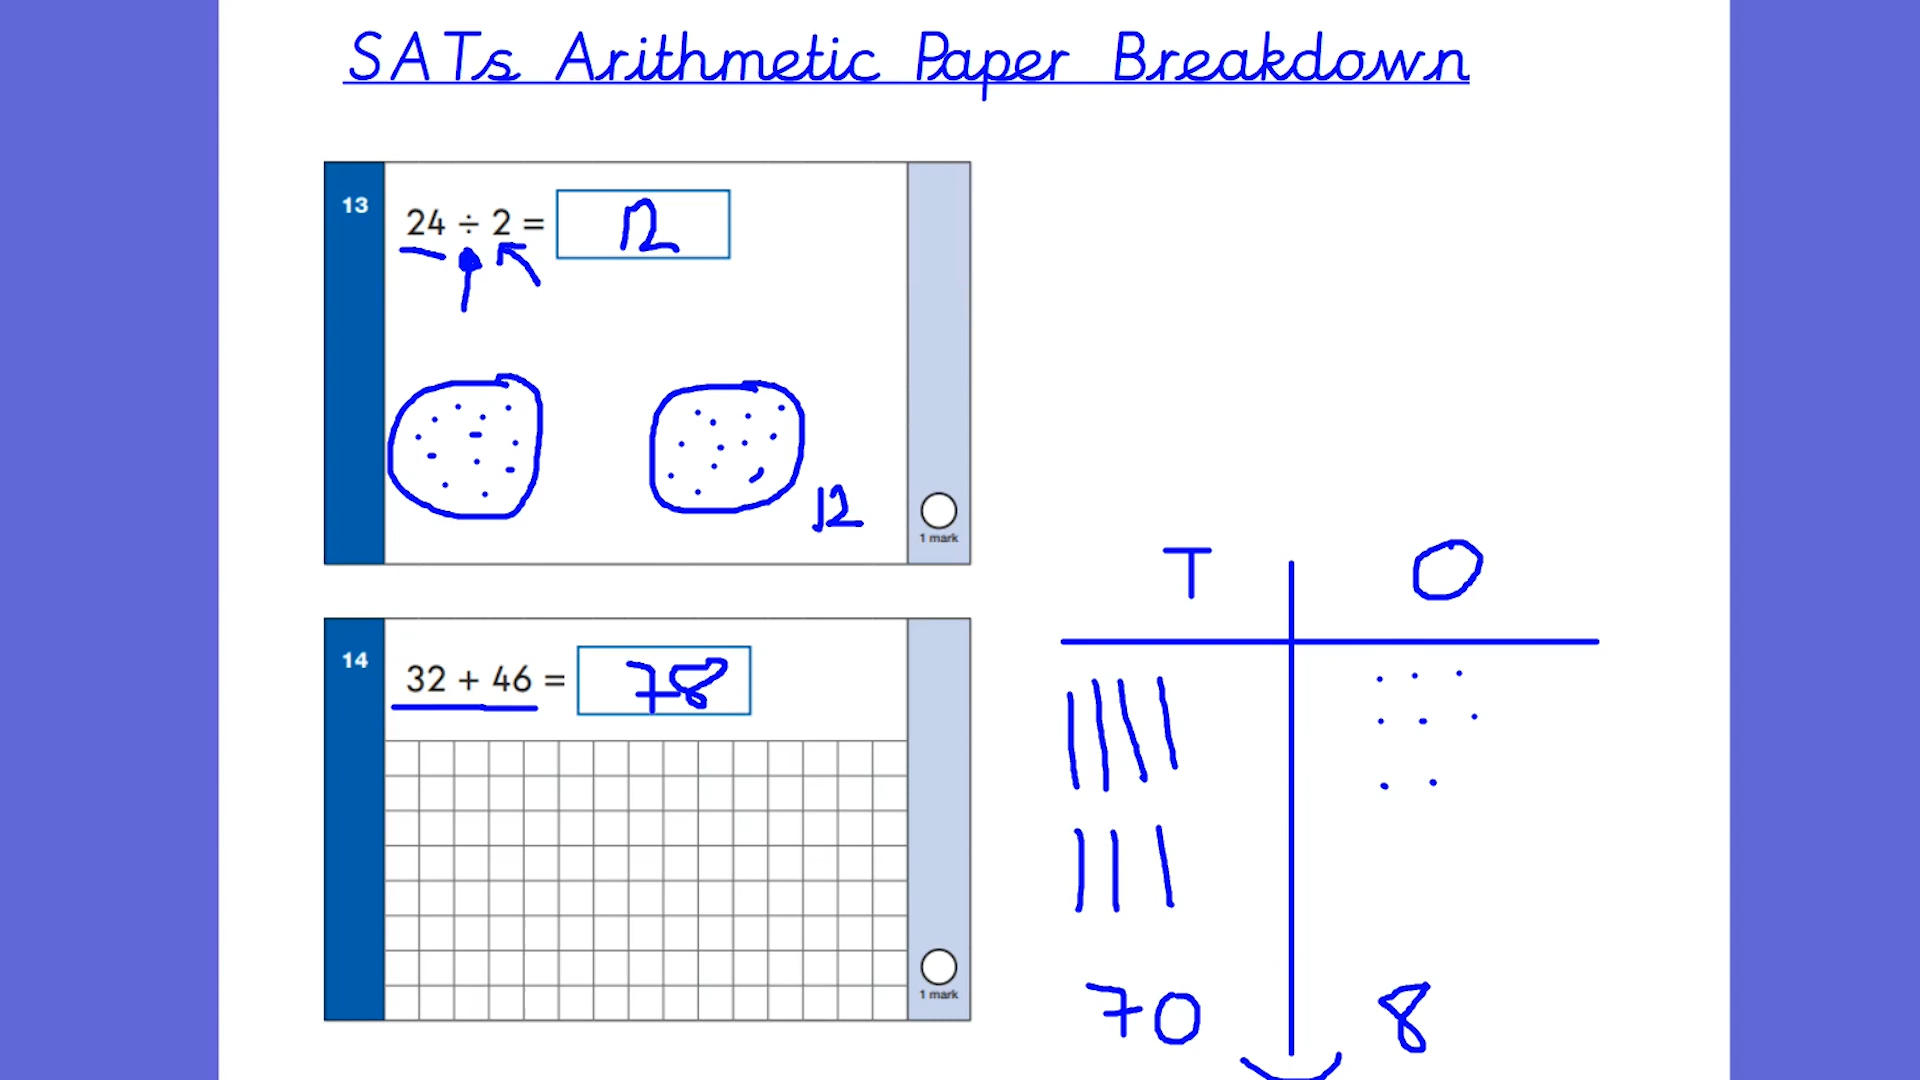 SATs Arithmetic Paper Breakdown
13
24 ÷ 2 = 12
12
1 mark
14
32 + 46 = 78
1 mark
T O
70 8